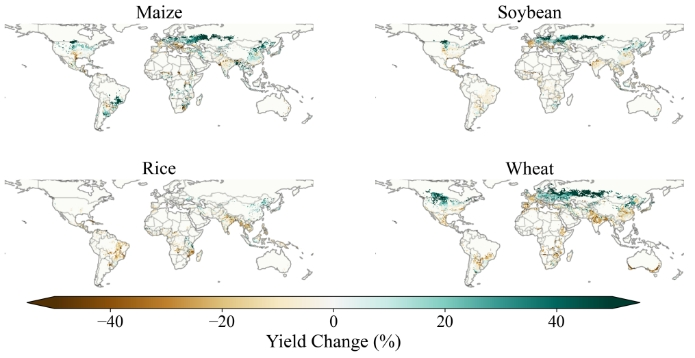 Maize
Soybean
Rice
Wheat
−40 −20 0 20 40
Yield Change (%)